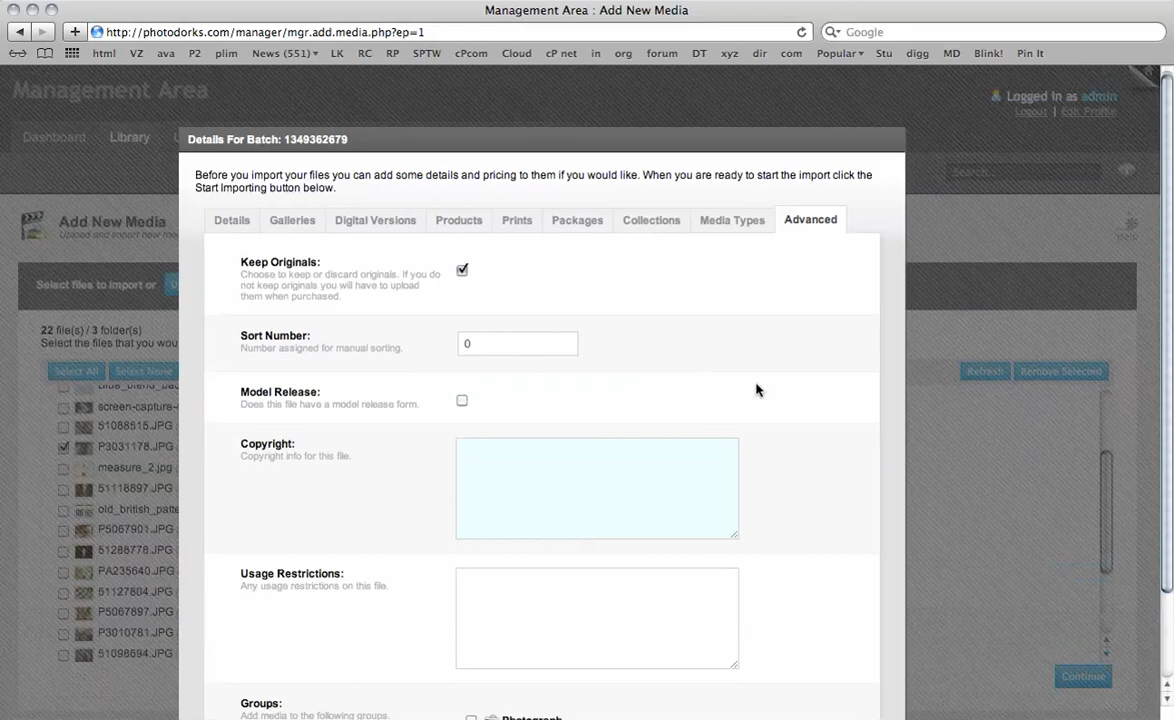 Management Area : Add New Media
http://photodorks.com/manager/mgr.add.media.php?ep=1
Google
html VZ ava P2 plim News (551) LK RC RP SPTW cPcom Cloud cP net in org forum DT xyz dir com Popular Stu digg MD Blink! Pin It
Management Area
Logged in as admin
Logout | Edit Profile
Dashboard Library
Search...
Details For Batch: 1349362679
Before you import your files you can add some details and pricing to them if you would like. When you are ready to start the import click the
Start Importing button below.
Add New Media
Upload and import new
Details Galleries Digital Versions Products Prints Packages Collections Media Types Advanced
Select files to import or
22 file(s) / 3 folder(s)
Select the files that you wou
Select All Select None
Refresh Remove Selected
screen-capture-
51088515.JPG
P3031178.JPG
measure_2.jpg
51118897.JPG
old_british_patte
P5067901.JPG
51288778.JPG
PA235640.JPG
51127804.JPG
P5067897.JPG
P3010781.JPG
51098694.JPG
Keep Originals:
Choose to keep or discard originals. If you do
not keep originals you will have to upload
them when purchased.
Sort Number:
Number assigned for manual sorting.
0
Model Release:
Does this file have a model release form.
Copyright:
Copyright info for this file.
Usage Restrictions:
Any usage restrictions on this file.
Groups:
Add media to the following groups.
Photograph
Continue